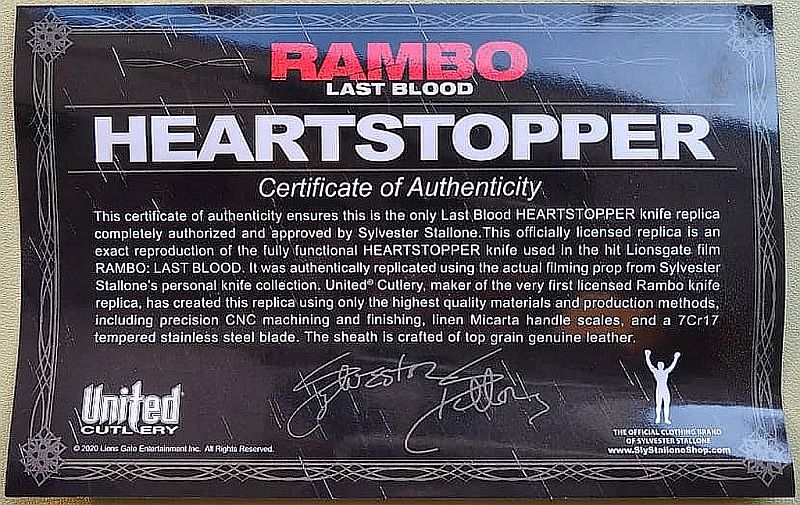 RAMBO
LAST BLOOD
HEARTSTOPPER
Certificate of Authenticity
This certificate of authenticity ensures this is the only Last Blood HEARTSTOPPER knife replica
completely authorized and approved by Sylvester Stallone.This officially licensed replica is an
exact reproduction of the fully functional HEARTSTOPPER knife used in the hit Lionsgate film
RAMBO: LAST BLOOD. It was authentically replicated using the actual filming prop from Sylvester
Stallone's personal knife collection. United® Cutlery, maker of the very first licensed Rambo knife
replica, has created this replica using only the highest quality materials and production methods,
including precision CNC machining and finishing, linen Micarta handle scales, and a 7Cr17
tempered stainless steel blade. The sheath is crafted of top grain genuine leather.
Sylvester Stallone
United®
CUTLERY
© 2020 Lions Gate Entertainment Inc. All Rights Reserved.
THE OFFICIAL CLOTHING BRAND
OF SYLVESTER STALLONE
www.SlyStalloneShop.com